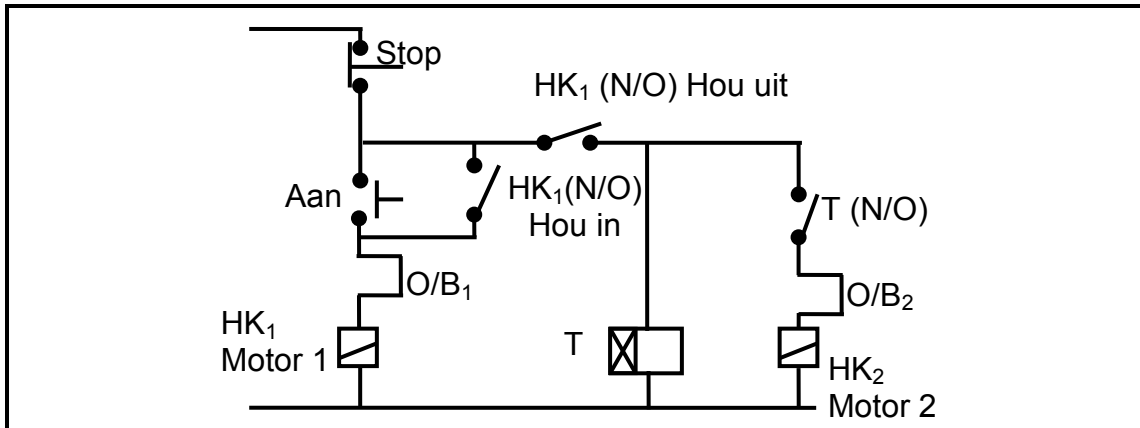 Stop
HK₁ (N/O) Hou uit
Aan
HK₁(N/O)
Hou in
T (N/O)
O/B₁
O/B₂
HK₁
Motor 1
T
HK₂
Motor 2